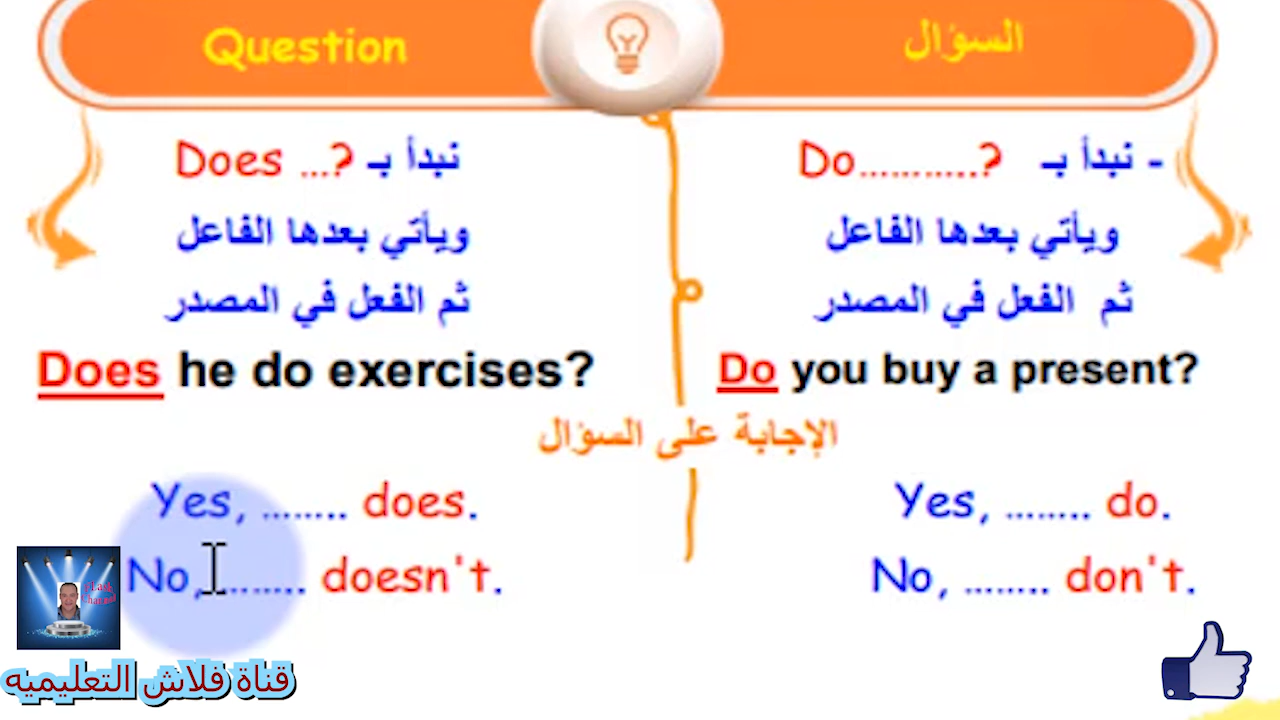 Question
السؤال
نبدأ بـ Does ...?
ويأتي بعدها الفاعل
ثم الفعل في المصدر
Does he do exercises?
- نبدأ بـ Do...........?
ويأتي بعدها الفاعل
ثم الفعل في المصدر
Do you buy a present?
الإجابة على السؤال
Yes, ........ does.
No, ........ doesn't.
Yes, ........ do.
No, ........ don't.
قناة فلاش التعليميه